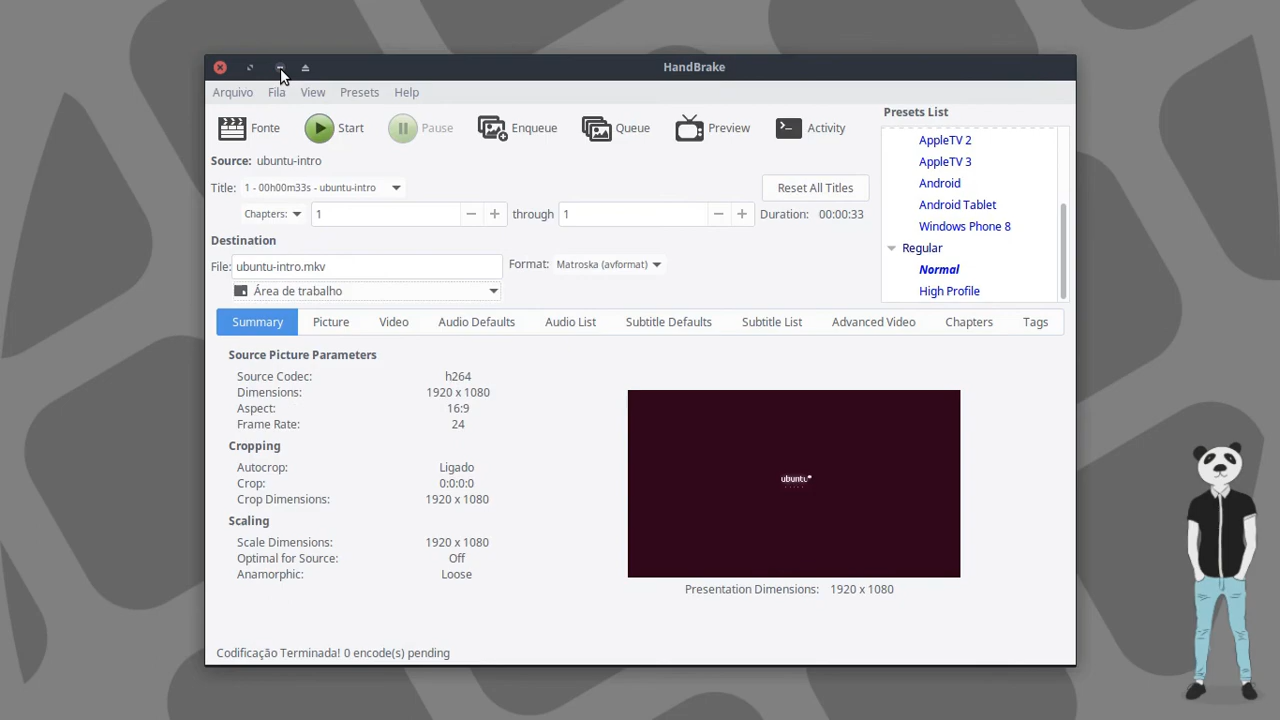 HandBrake
Arquivo Fila View Presets Help
Fonte Start Pause Enqueue Queue Preview Activity
Presets List
AppleTV 2
AppleTV 3
Android
Android Tablet
Windows Phone 8
Regular
Normal
High Profile
Source: ubuntu-intro
Title: 1 - 00h00m33s - ubuntu-intro
Reset All Titles
Chapters: 1 through 1 Duration: 00:00:33
Destination
File: ubuntu-intro.mkv Format: Matroska (avformat)
Área de trabalho
Summary Picture Video Audio Defaults Audio List Subtitle Defaults Subtitle List Advanced Video Chapters Tags
Source Picture Parameters
Source Codec: h264
Dimensions: 1920 x 1080
Aspect: 16:9
Frame Rate: 24
Cropping
Autocrop: Ligado
Crop: 0:0:0:0
Crop Dimensions: 1920 x 1080
Scaling
Scale Dimensions: 1920 x 1080
Optimal for Source: Off
Anamorphic: Loose
ubuntu
Presentation Dimensions: 1920 x 1080
Codificação Terminada! 0 encode(s) pending